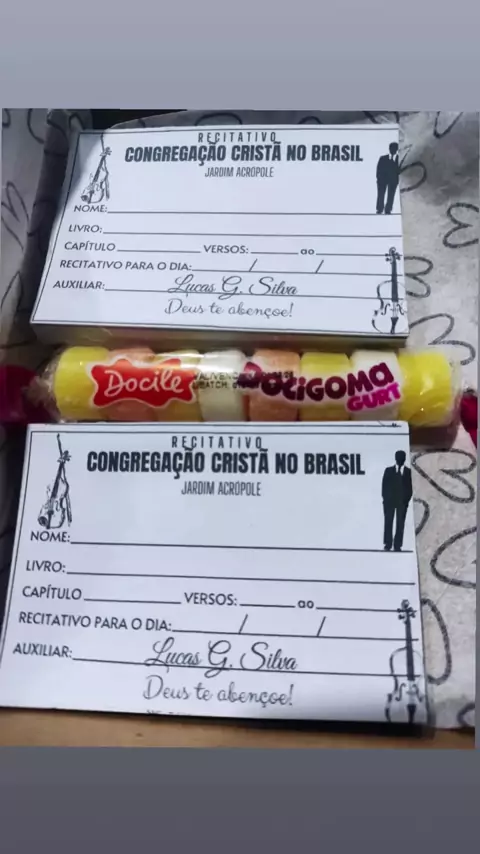 RECITATIVO
CONGREGAÇÃO CRISTÃ NO BRASIL
JARDIM ACRÓPOLE
NOME:
LIVRO:
CAPÍTULO VERSOS: ao
RECITATIVO PARA O DIA: / /
AUXILIAR: Lucas G. Silva
Deus te abençoe!
Docile
GURT
RECITATIVO
CONGREGAÇÃO CRISTÃ NO BRASIL
JARDIM ACRÓPOLE
NOME:
LIVRO:
CAPÍTULO VERSOS: ao
RECITATIVO PARA O DIA: / /
AUXILIAR: Lucas G. Silva
Deus te abençoe!